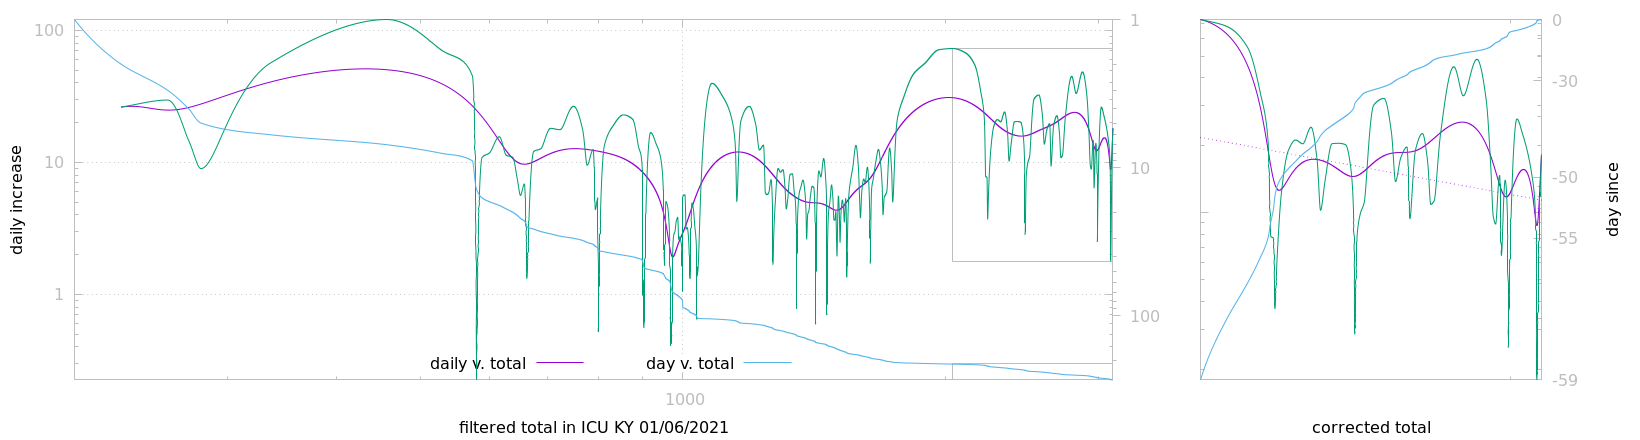 100
10
1
daily increase
daily v. total
day v. total
1000
filtered total in ICU KY 01/06/2021
1
10
100
0
-30
-50
-55
-59
day since
corrected total